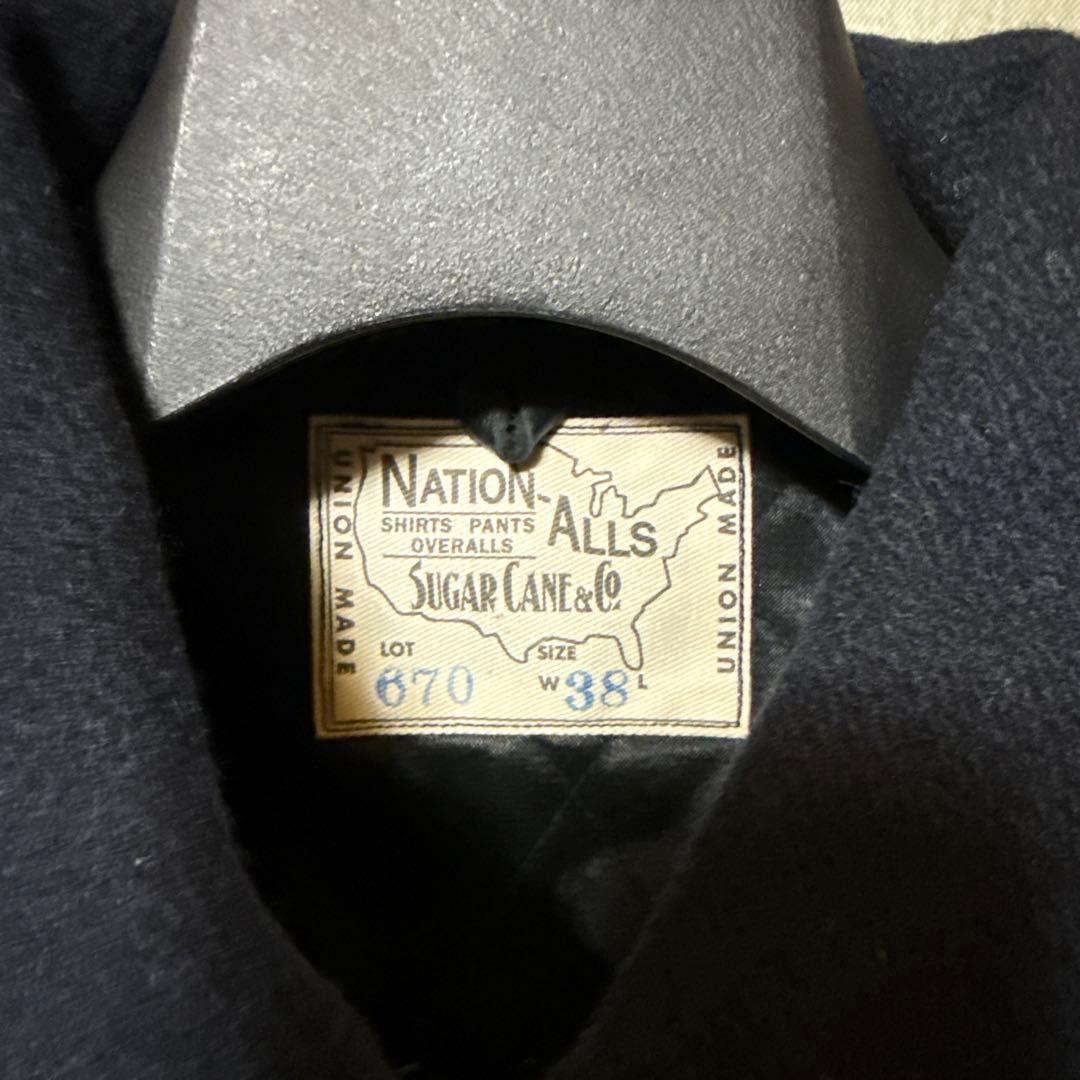 UNION MADE
NATION-ALLS
SHIRTS PANTS
OVERALLS
SUGAR CANE & Co.
LOT
670
SIZE
W 38 L
UNION MADE